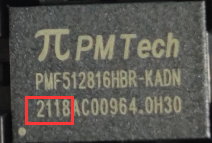 π PMTech
PMF512816HBR-KADN
2118AC00964.0H30